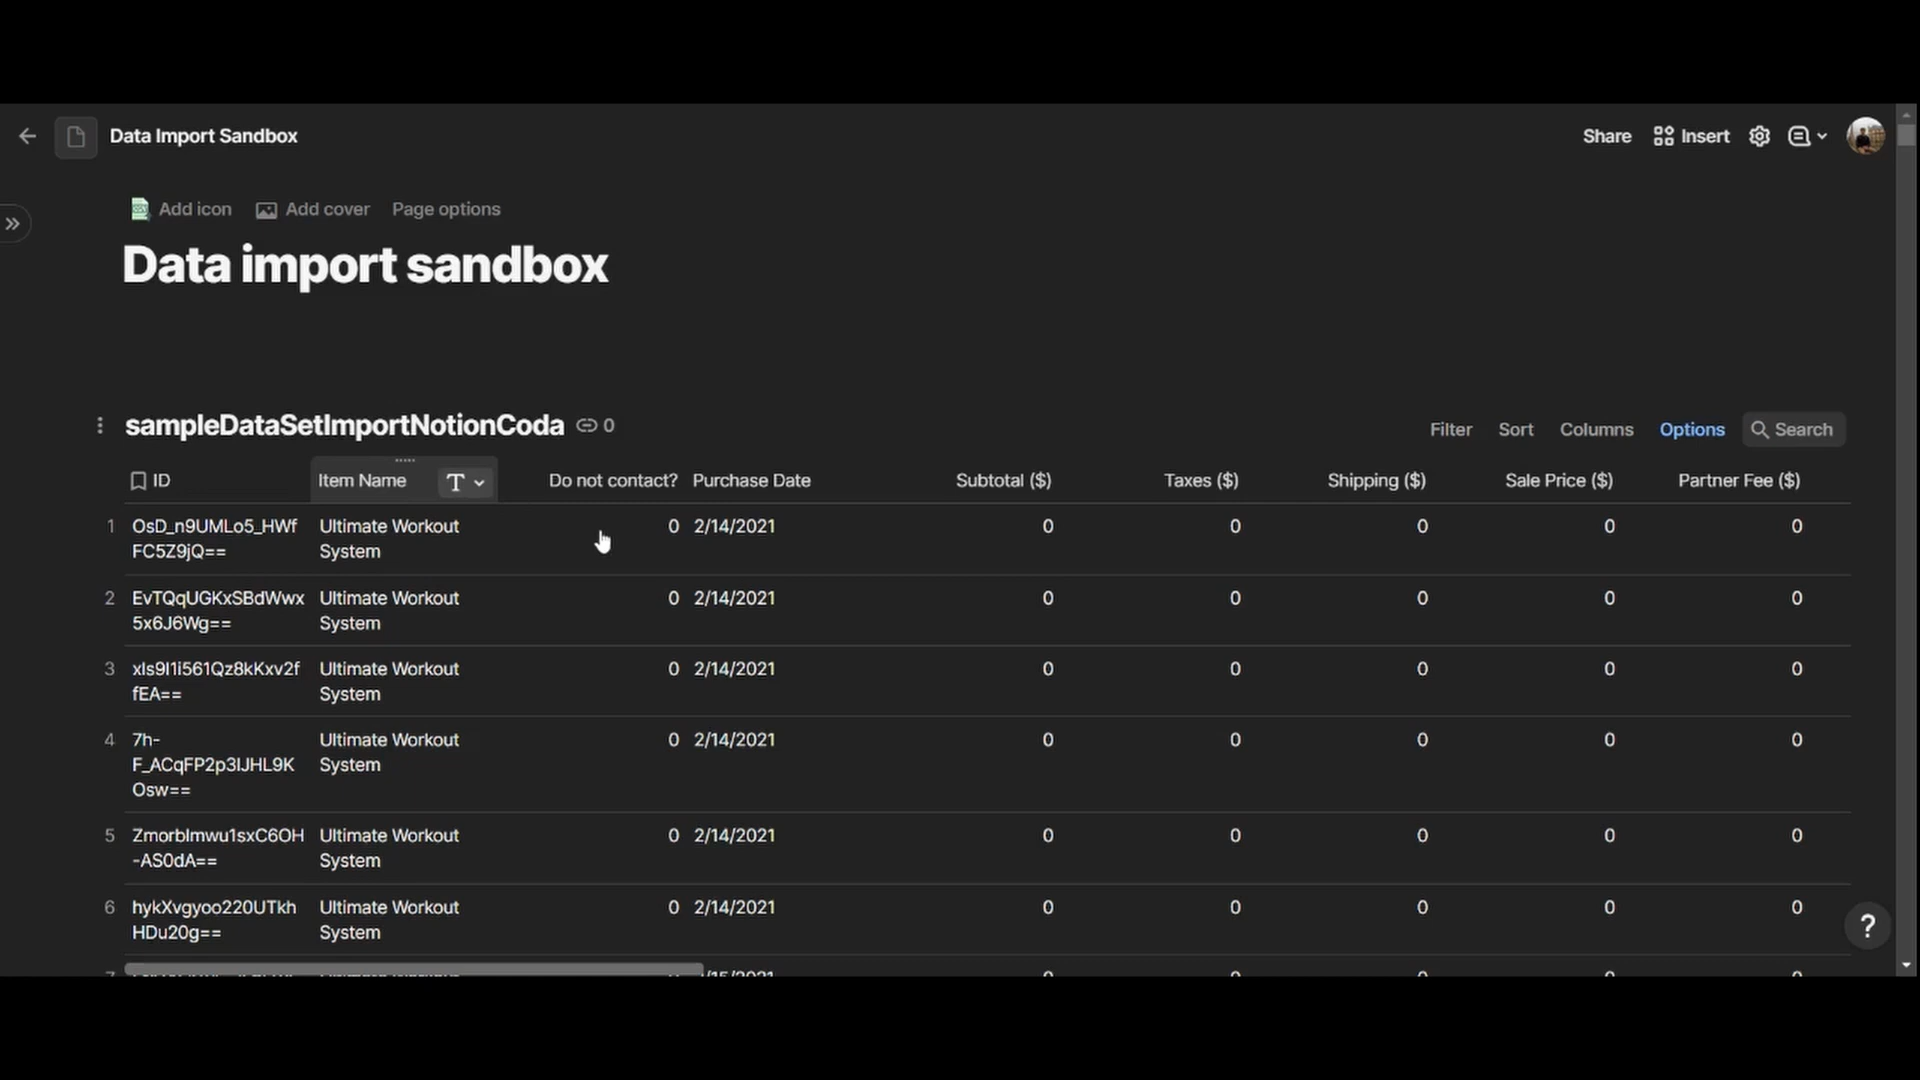 Data Import Sandbox
Share Insert
Add icon Add cover Page options
Data import sandbox
sampleDataSetImportNotionCoda 0
Filter Sort Columns Options Search
ID Item Name T Do not contact? Purchase Date Subtotal ($) Taxes ($) Shipping ($) Sale Price ($) Partner Fee ($)
1 OsD_n9UMLo5_HWf Ultimate Workout 0 2/14/2021 0 0 0 0 0
FC5Z9jQ== System
2 EvTQqUGKxSBdWwx Ultimate Workout 0 2/14/2021 0 0 0 0 0
5x6J6Wg== System
3 xIs9l1i561Qz8kKxv2f Ultimate Workout 0 2/14/2021 0 0 0 0 0
fEA== System
4 7h- Ultimate Workout 0 2/14/2021 0 0 0 0 0
F_ACqFP2p3IJHL9K System
Osw==
5 ZmorbImwu1sxC6OH Ultimate Workout 0 2/14/2021 0 0 0 0 0
-AS0dA== System
6 hykXvgyoo220UTkh Ultimate Workout 0 2/14/2021 0 0 0 0 0
HDu20g== System
?